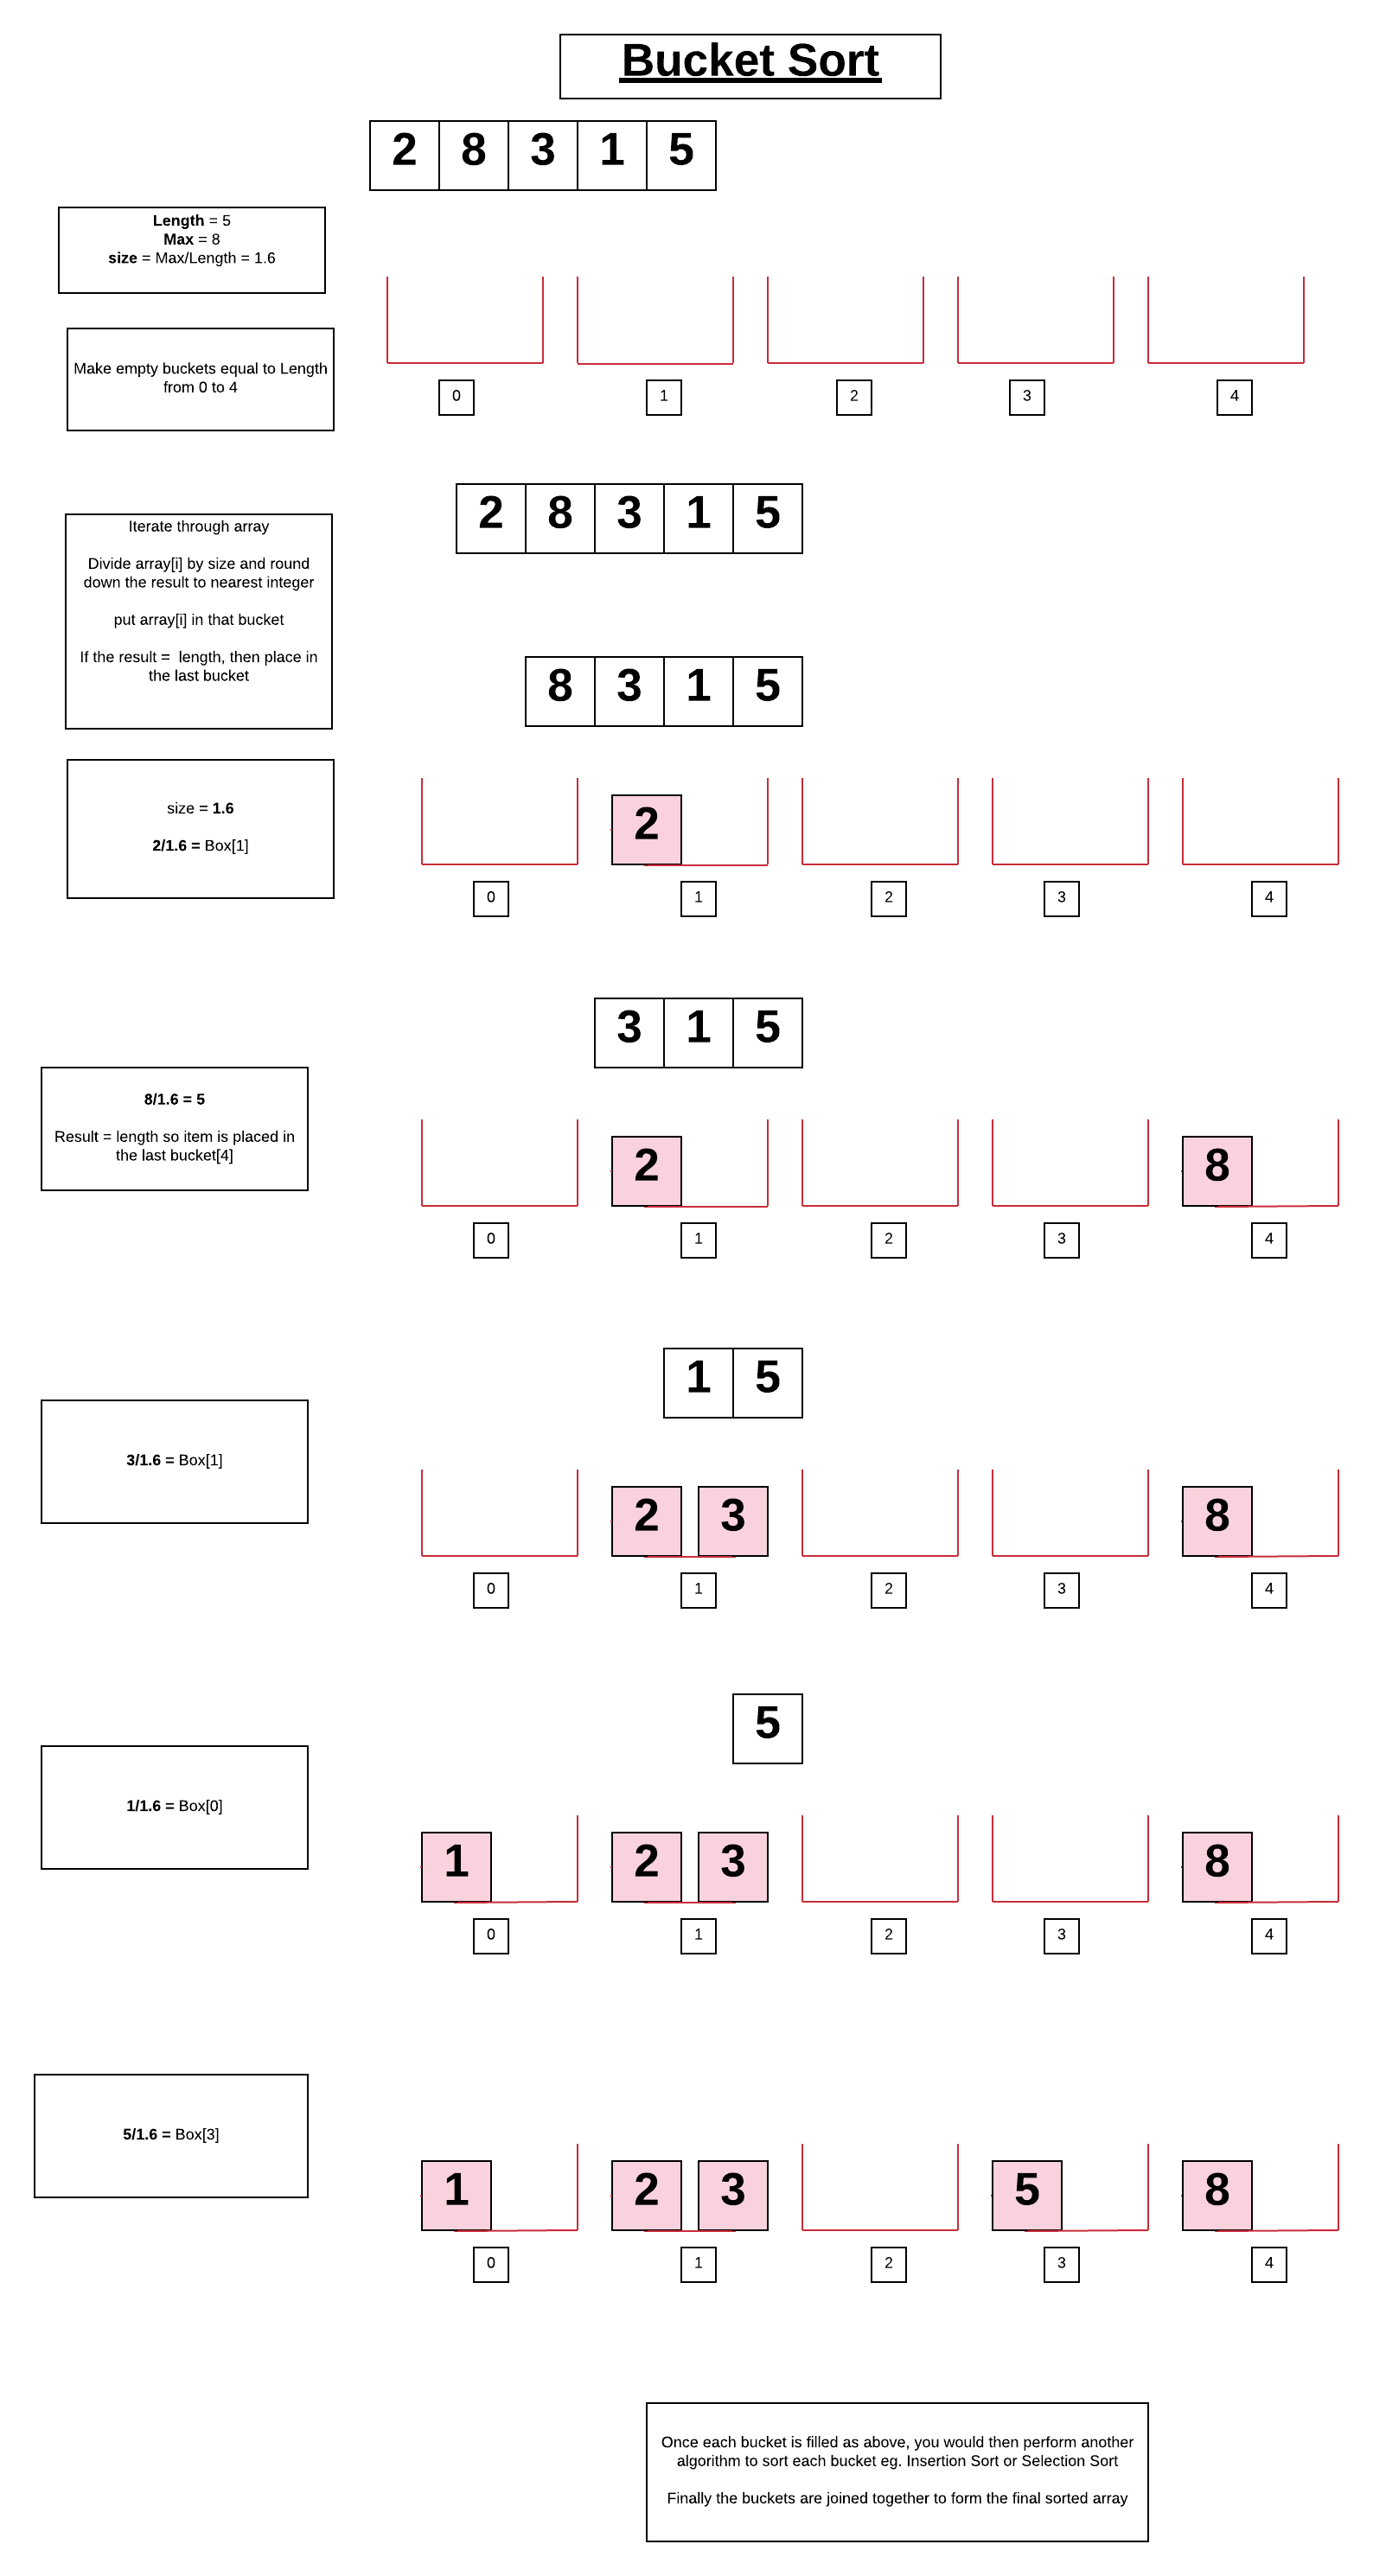 Bucket Sort
2 8 3 1 5
Length = 5
Max = 8
size = Max/Length = 1.6
Make empty buckets equal to Length
from 0 to 4
0 1 2 3 4
2 8 3 1 5
Iterate through array
Divide array[i] by size and round
down the result to nearest integer
put array[i] in that bucket
If the result =  length, then place in
the last bucket
8 3 1 5
size = 1.6
2/1.6 = Box[1]
2
0 1 2 3 4
3 1 5
8/1.6 = 5
Result = length so item is placed in
the last bucket[4]
2 8
0 1 2 3 4
1 5
3/1.6 = Box[1]
2 3 8
0 1 2 3 4
5
1/1.6 = Box[0]
1 2 3 8
0 1 2 3 4
5/1.6 = Box[3]
1 2 3 5 8
0 1 2 3 4
Once each bucket is filled as above, you would then perform another
algorithm to sort each bucket eg. Insertion Sort or Selection Sort
Finally the buckets are joined together to form the final sorted array